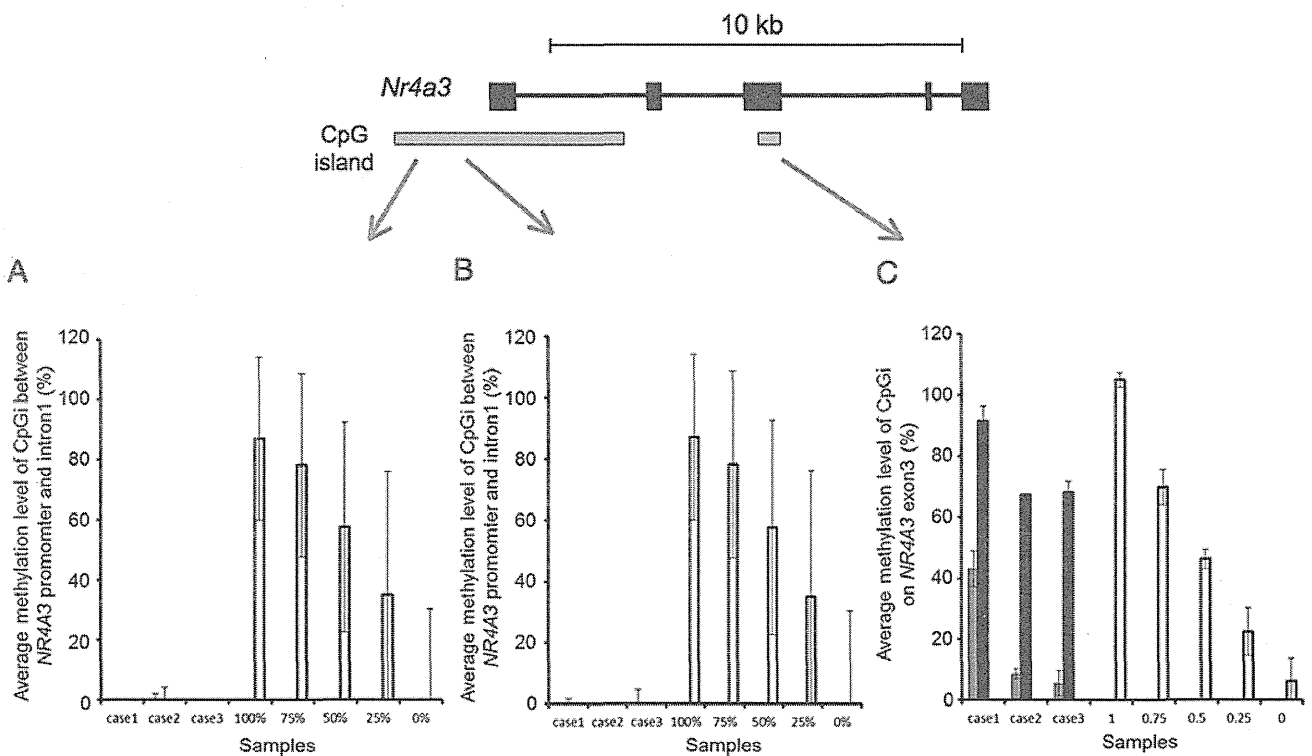 10 kb
Nr4a3
CpG
island
A
B
C
Average methylation level of CpGi between
NR4A3 promomter and intron1 (%)
120
100
80
60
40
20
0
case1 case2 case3 100% 75% 50% 25% 0%
Samples
Average methylation level of CpGi between
NR4A3 promomter and intron1 (%)
120
100
80
60
40
20
0
case1 case2 case3 100% 75% 50% 25% 0%
Samples
Average methylation level of CpGi
on NR4A3 exon3 (%)
120
100
80
60
40
20
0
case1 case2 case3 1 0.75 0.5 0.25 0
Samples